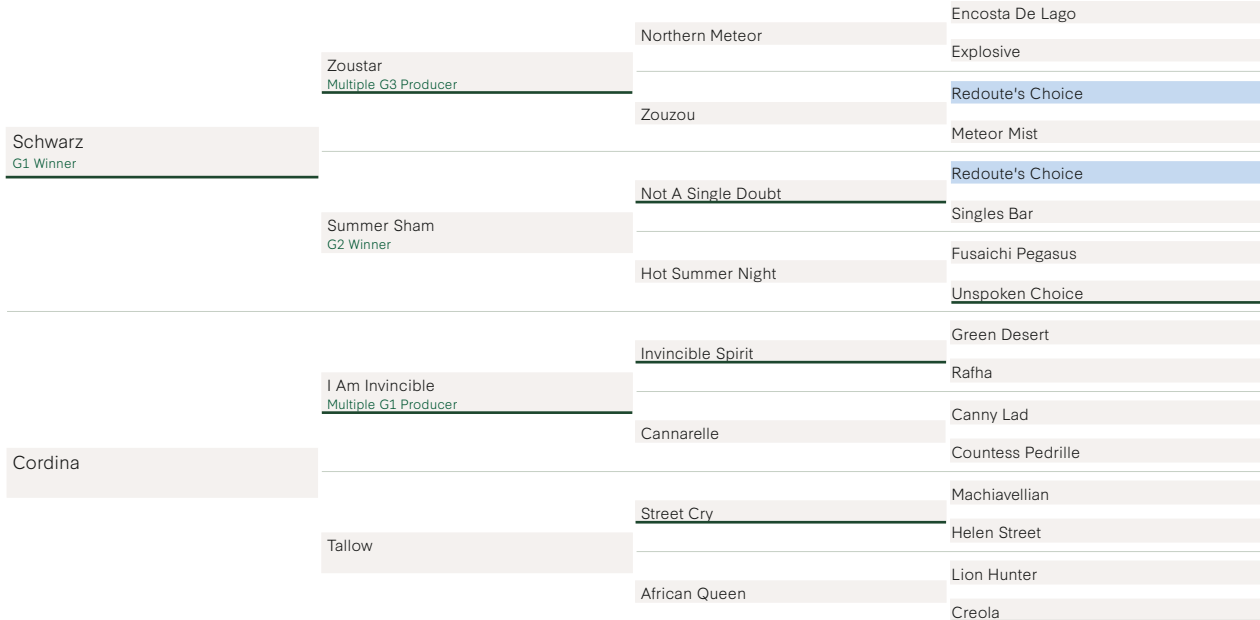 Schwarz
G1 Winner
Cordina
Zoustar
Multiple G3 Producer
Summer Sham
G2 Winner
I Am Invincible
Multiple G1 Producer
Tallow
Northern Meteor
Zouzou
Not A Single Doubt
Hot Summer Night
Invincible Spirit
Cannarelle
Street Cry
African Queen
Encosta De Lago
Explosive
Redoute's Choice
Meteor Mist
Redoute's Choice
Singles Bar
Fusaichi Pegasus
Unspoken Choice
Green Desert
Rafha
Canny Lad
Countess Pedrille
Machiavellian
Helen Street
Lion Hunter
Creola